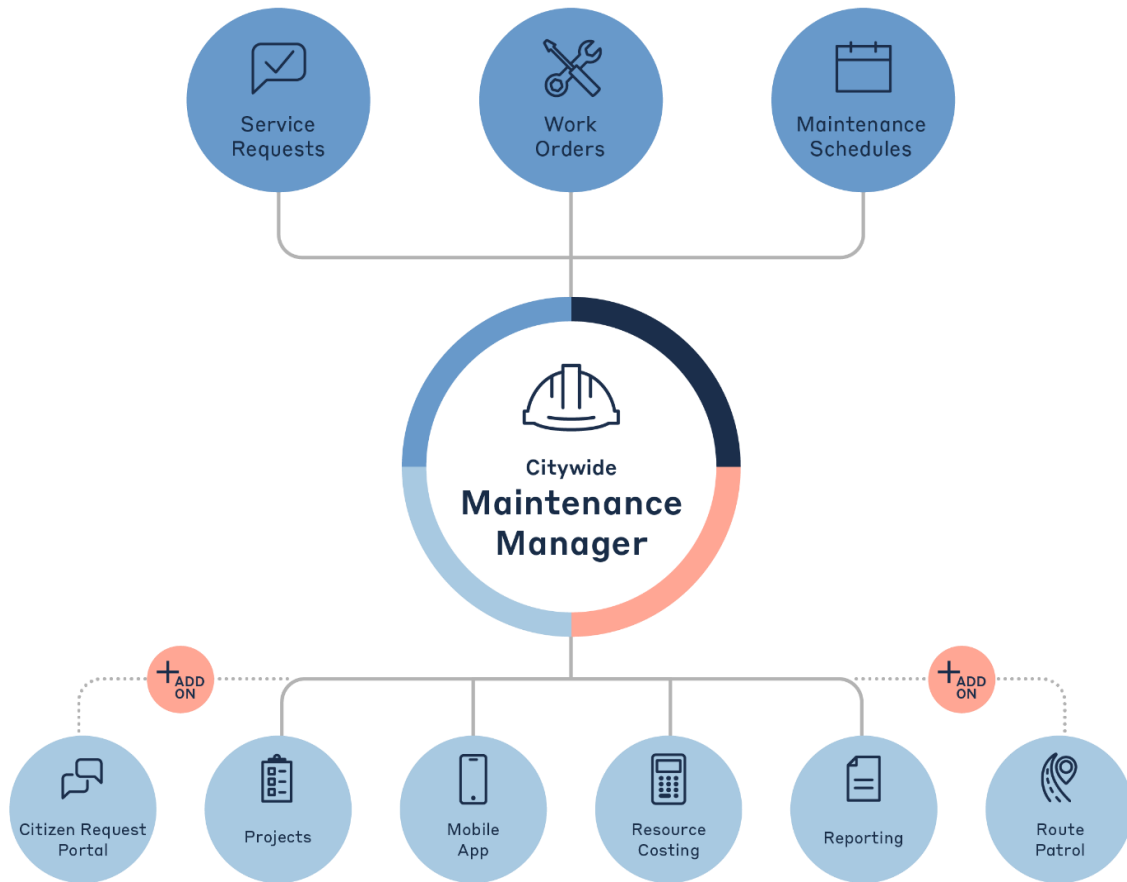 Service
Requests
Work
Orders
Maintenance
Schedules
Citywide
Maintenance
Manager
+ ADD
ON
+ ADD
ON
Citizen Request
Portal
Projects
Mobile
App
Resource
Costing
Reporting
Route
Patrol